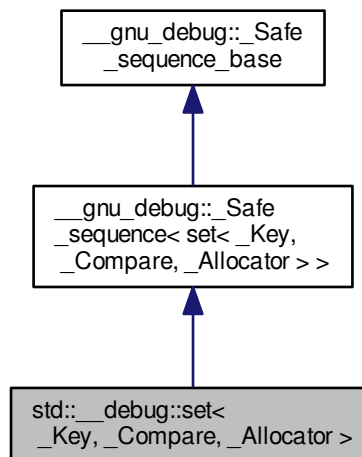 __gnu_debug::_Safe
_sequence_base
__gnu_debug::_Safe
_sequence< set< _Key,
_Compare, _Allocator > >
std::__debug::set<
_Key, _Compare, _Allocator >